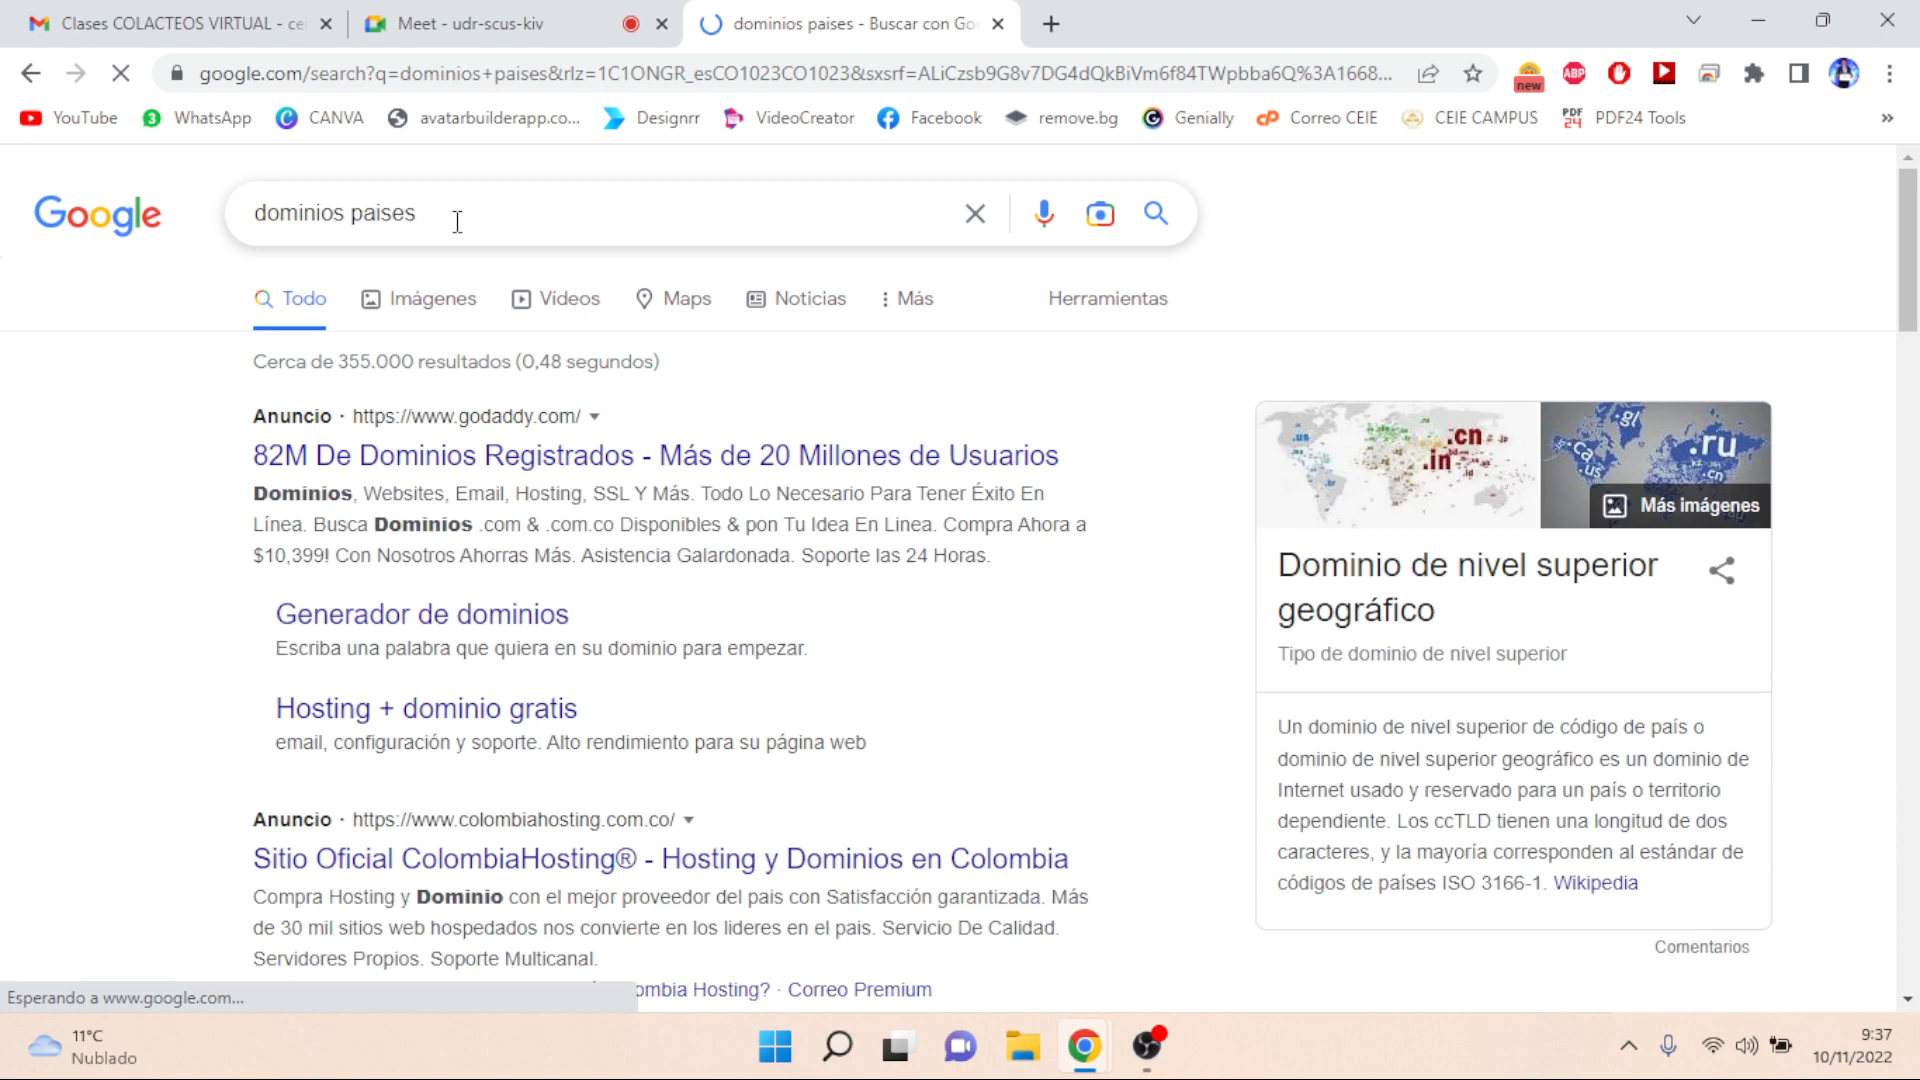 Clases COLACTEOS VIRTUAL - ce
Meet - udr-scus-kiv
dominios paises - Buscar con Go
google.com/search?q=dominios+paises&rlz=1C1ONGR_esCO1023CO1023&sxsrf=ALiCzsb9G8v7DG4dQkBiVm6f84TWpbba6Q%3A1668...
ABP
new
YouTube
3
WhatsApp
CANVA
avatarbuilderapp.co...
Designrr
VideoCreator
Facebook
remove.bg
Genially
Correo CEIE
CEIE CAMPUS
PDF24 Tools
PDF
24
»
Google
dominios paises
Todo
Imágenes
Vídeos
Maps
Noticias
Más
Herramientas
Cerca de 355.000 resultados (0,48 segundos)
Anuncio · https://www.godaddy.com/
82M De Dominios Registrados - Más de 20 Millones de Usuarios
Dominios, Websites, Email, Hosting, SSL Y Más. Todo Lo Necesario Para Tener Éxito En
Línea. Busca Dominios .com & .com.co Disponibles & pon Tu Idea En Linea. Compra Ahora a
$10,399! Con Nosotros Ahorras Más. Asistencia Galardonada. Soporte las 24 Horas.
Generador de dominios
Escriba una palabra que quiera en su dominio para empezar.
Hosting + dominio gratis
email, configuración y soporte. Alto rendimiento para su página web
Anuncio · https://www.colombiahosting.com.co/
Sitio Oficial ColombiaHosting® - Hosting y Dominios en Colombia
Compra Hosting y Dominio con el mejor proveedor del pais con Satisfacción garantizada. Más
de 30 mil sitios web hospedados nos convierte en los lideres en el pais. Servicio De Calidad.
Servidores Propios. Soporte Multicanal.
ombia Hosting? · Correo Premium
.us
.cn
.in
.gl
.ca
.us
.ru
.cn
Más imágenes
Dominio de nivel superior
geográfico
Tipo de dominio de nivel superior
Un dominio de nivel superior de código de país o
dominio de nivel superior geográfico es un dominio de
Internet usado y reservado para un país o territorio
dependiente. Los ccTLD tienen una longitud de dos
caracteres, y la mayoría corresponden al estándar de
códigos de países ISO 3166-1. Wikipedia
Comentarios
Esperando a www.google.com...
11°C
Nublado
9:37
10/11/2022